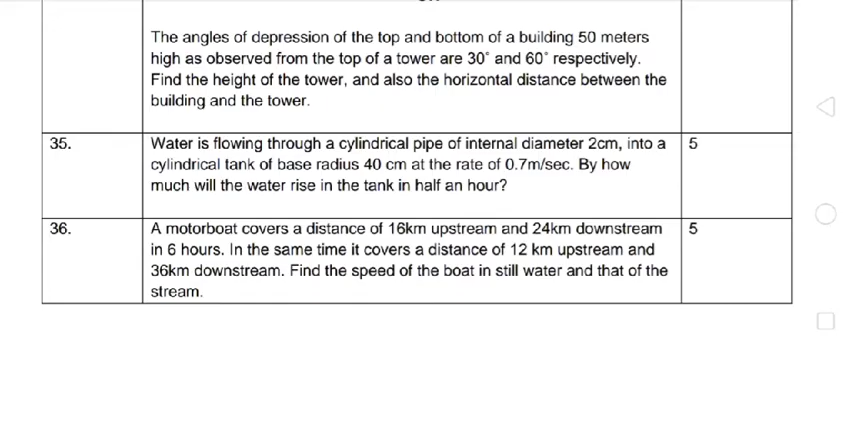 The angles of depression of the top and bottom of a building 50 meters
high as observed from the top of a tower are 30˚ and 60˚ respectively.
Find the height of the tower, and also the horizontal distance between the
building and the tower.
35. Water is flowing through a cylindrical pipe of internal diameter 2cm, into a 5
cylindrical tank of base radius 40 cm at the rate of 0.7m/sec. By how
much will the water rise in the tank in half an hour?
36. A motorboat covers a distance of 16km upstream and 24km downstream 5
in 6 hours. In the same time it covers a distance of 12 km upstream and
36km downstream. Find the speed of the boat in still water and that of the
stream.